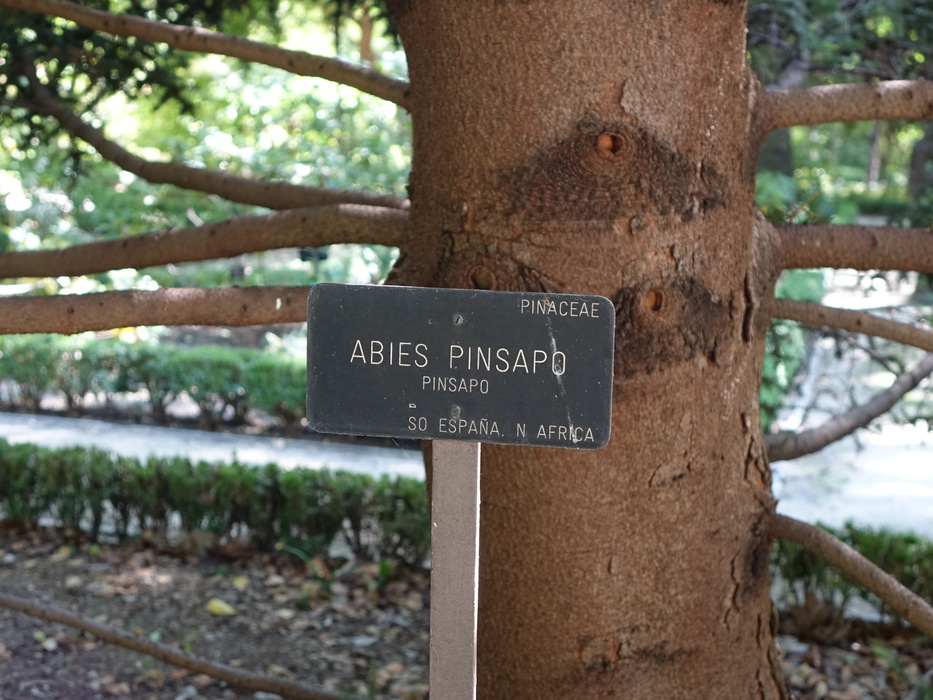 PINACEAE
ABIES PINSAPO
PINSAPO
SO ESPAÑA. N AFRICA